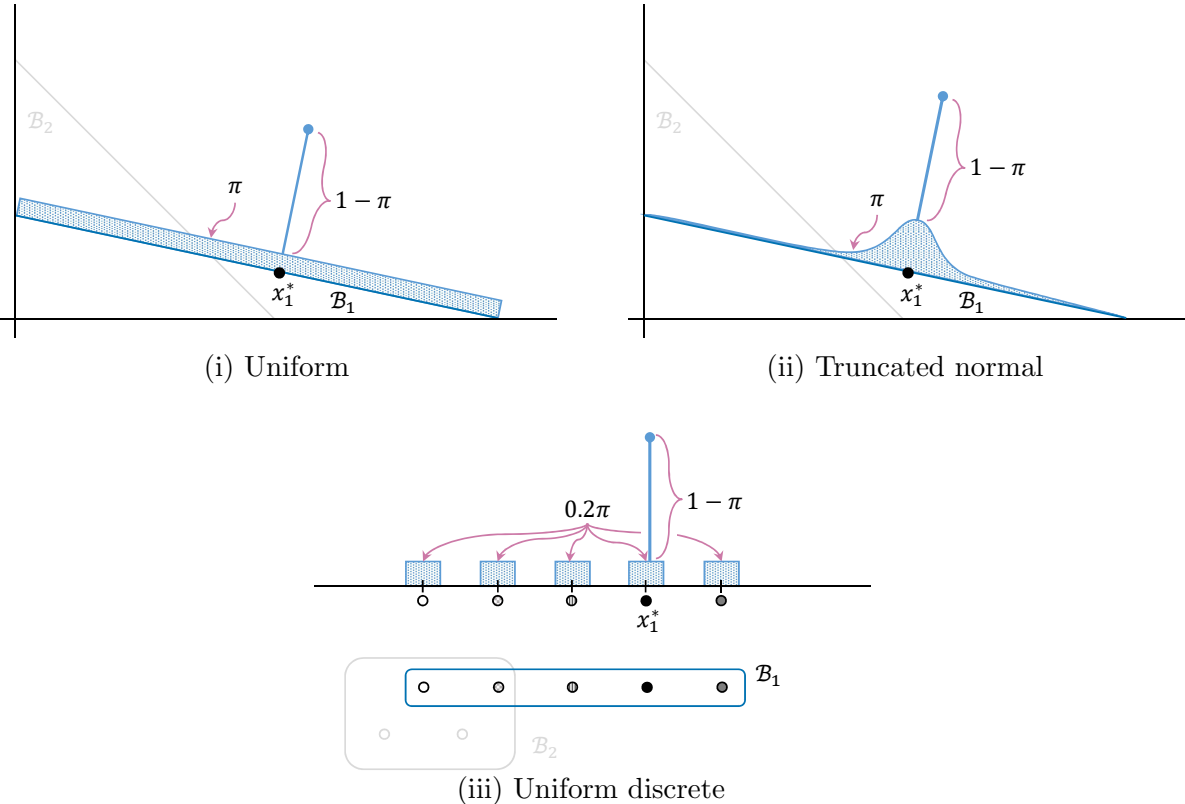 ℬ₂
π
1 − π
x₁*
ℬ₁
(i) Uniform
ℬ₂
π
1 − π
x₁*
ℬ₁
(ii) Truncated normal
0.2π
1 − π
x₁*
ℬ₁
ℬ₂
(iii) Uniform discrete